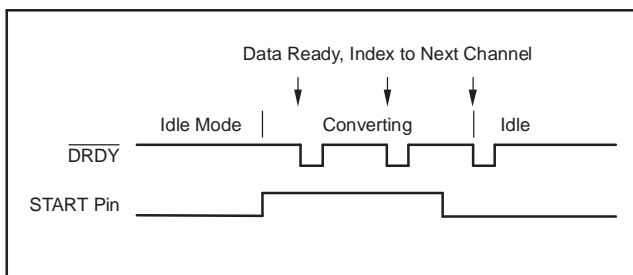 Data Ready, Index to Next Channel
Idle Mode Converting Idle
DRDY
START Pin